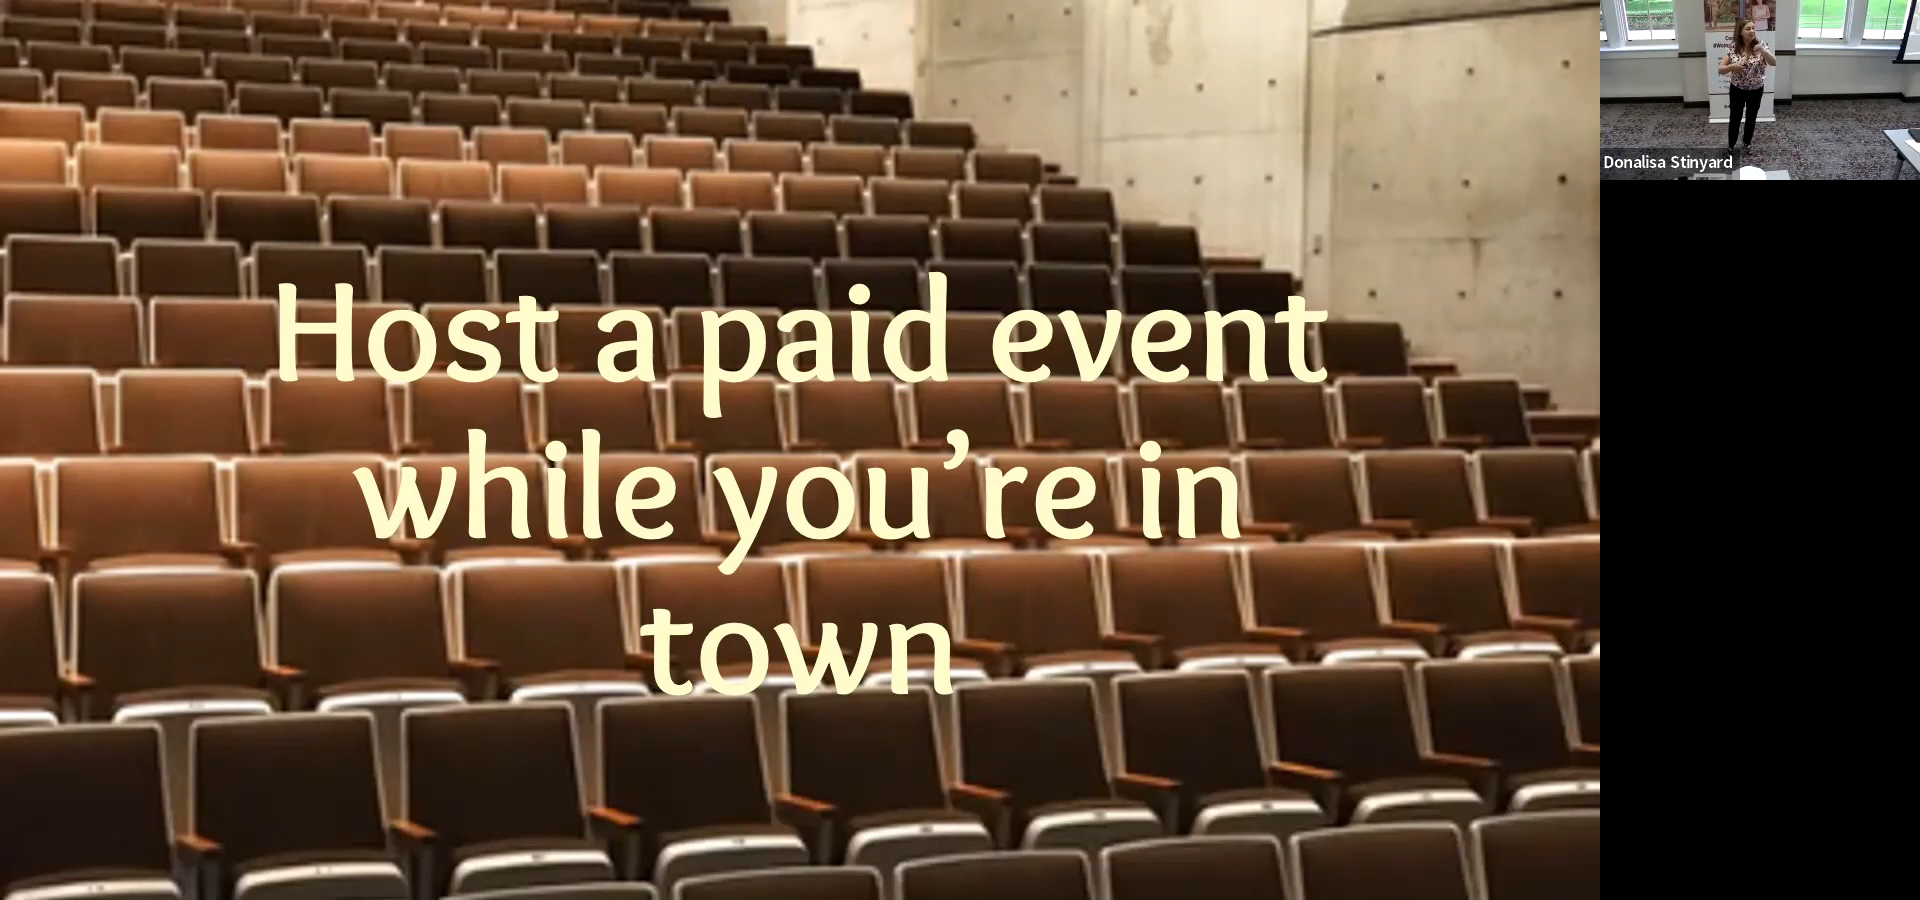 Host a paid event
while you’re in
town
Donalisa Stinyard